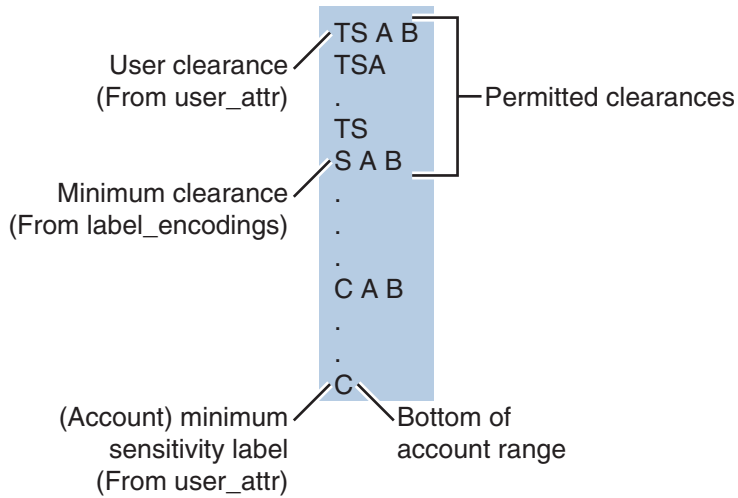 TS A B
User clearance
(From user_attr)
TSA
.
TS
Permitted clearances
S A B
Minimum clearance
(From label_encodings)
.
.
.
C A B
.
.
C
(Account) minimum
sensitivity label
(From user_attr)
Bottom of
account range